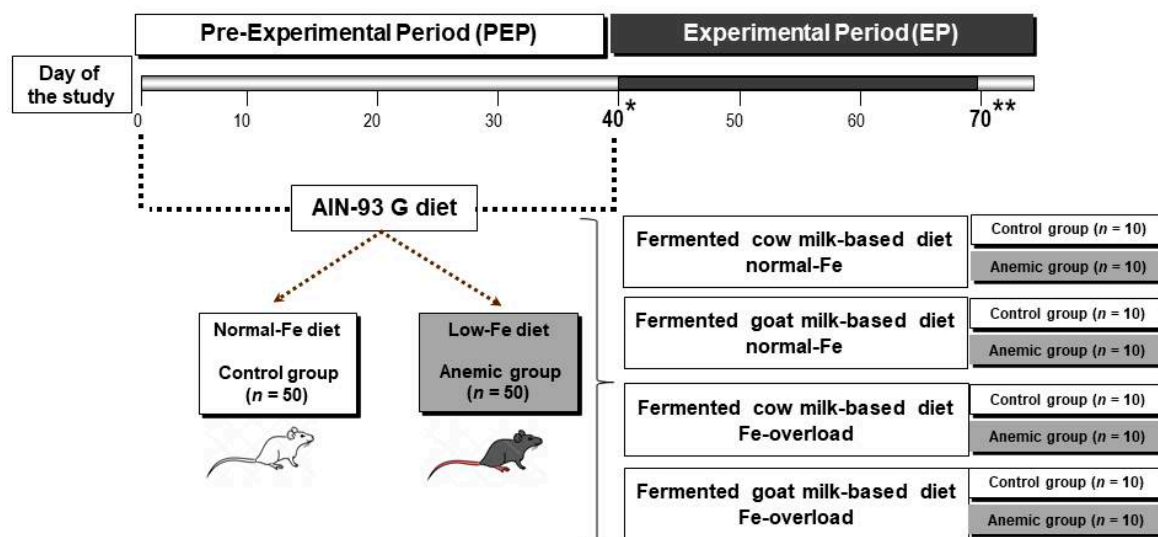 Pre-Experimental Period (PEP)
Experimental Period (EP)
Day of
the study
0
10
20
30
40*
50
60
70**
AIN-93 G diet
Normal-Fe diet
Control group
(n = 50)
Low-Fe diet
Anemic group
(n = 50)
Fermented cow milk-based diet
normal-Fe
Control group (n = 10)
Anemic group (n = 10)
Fermented goat milk-based diet
normal-Fe
Control group (n = 10)
Anemic group (n = 10)
Fermented cow milk-based diet
Fe-overload
Control group (n = 10)
Anemic group (n = 10)
Fermented goat milk-based diet
Fe-overload
Control group (n = 10)
Anemic group (n = 10)